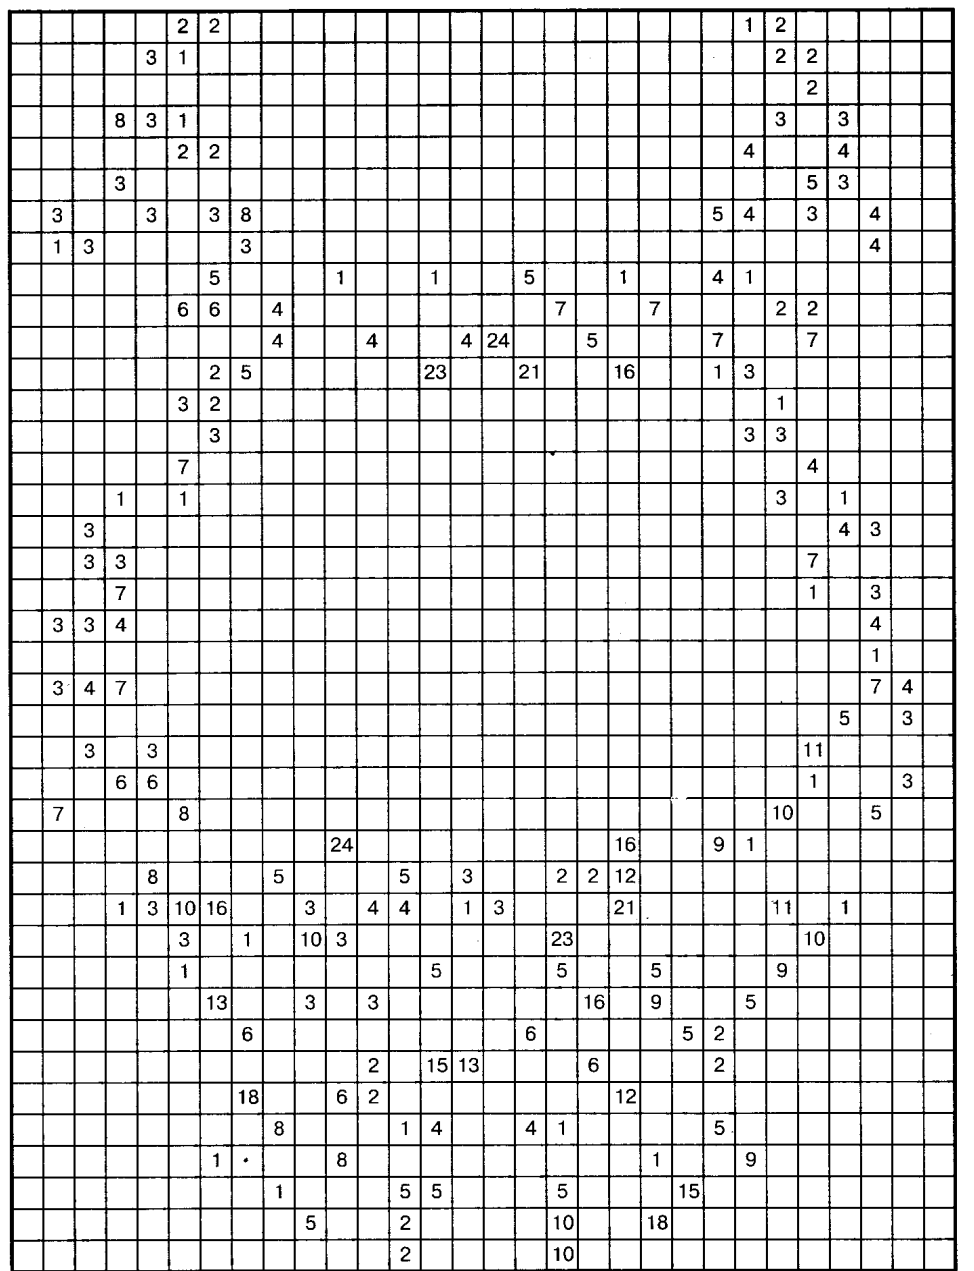 2 2 1 2
3 1 2 2
2
8 3 1 3 3
2 2 4 4
3 5 3
3 3 3 8 5 4 3 4
1 3 3 4
5 1 1 5 1 4 1
6 6 4 7 7 2 2
4 4 4 24 5 7 7
2 5 23 21 16 1 3
3 2 1
3 3 3
7 4
1 1 3 1
3 4 3
3 3 7
7 1 3
3 3 4 4
1
3 4 7 7 4
5 3
3 3 11
6 6 1 3
7 8 10 5
24 16 9 1
8 5 5 3 2 2 12
1 3 10 16 3 4 4 1 3 21 11 1
3 1 10 3 23 10
1 5 5 5 9
13 3 3 16 9 5
6 6 5 2
2 15 13 6 2
18 6 2 12
8 1 4 4 1 5
1 8 1 9
1 5 5 5 15
5 2 10 18
2 10